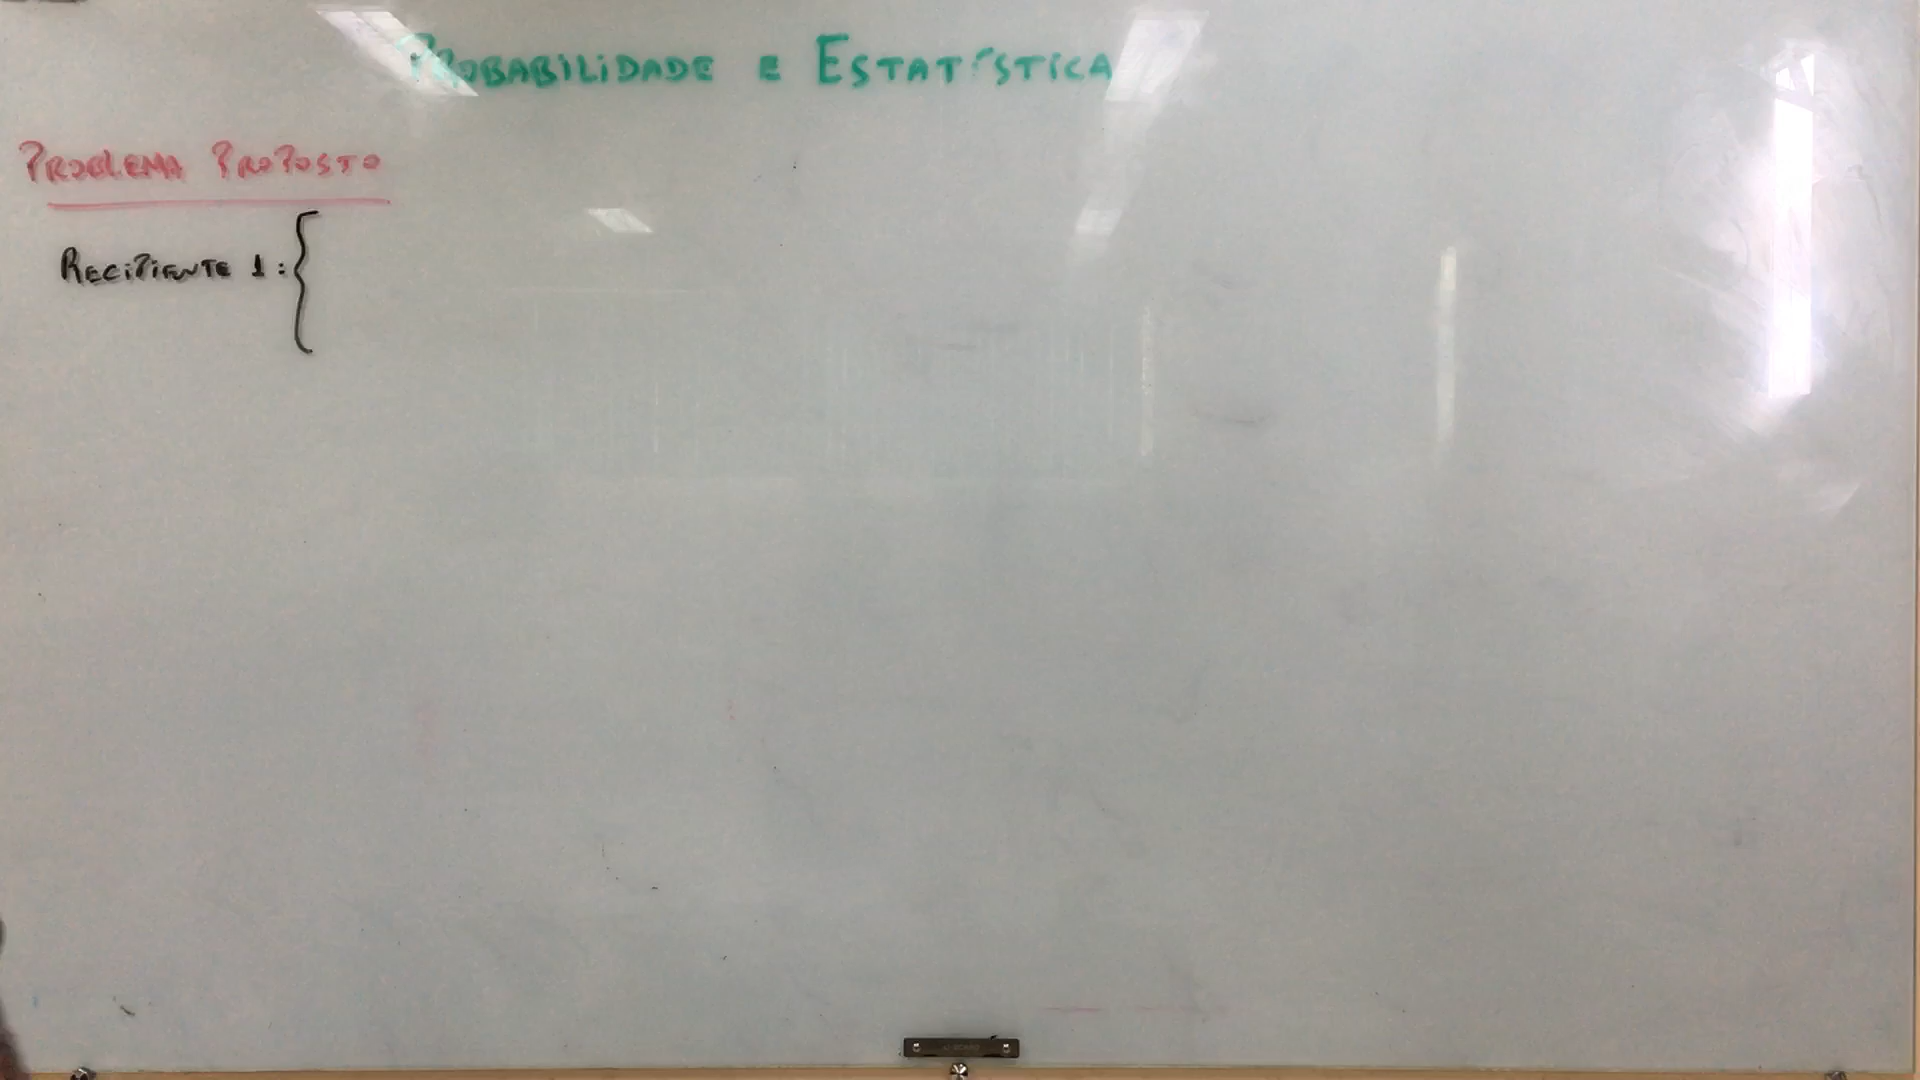 PROBABILIDADE E ESTATÍSTICA
PROBLEMA PROPOSTO
RECIPIENTE 1: {